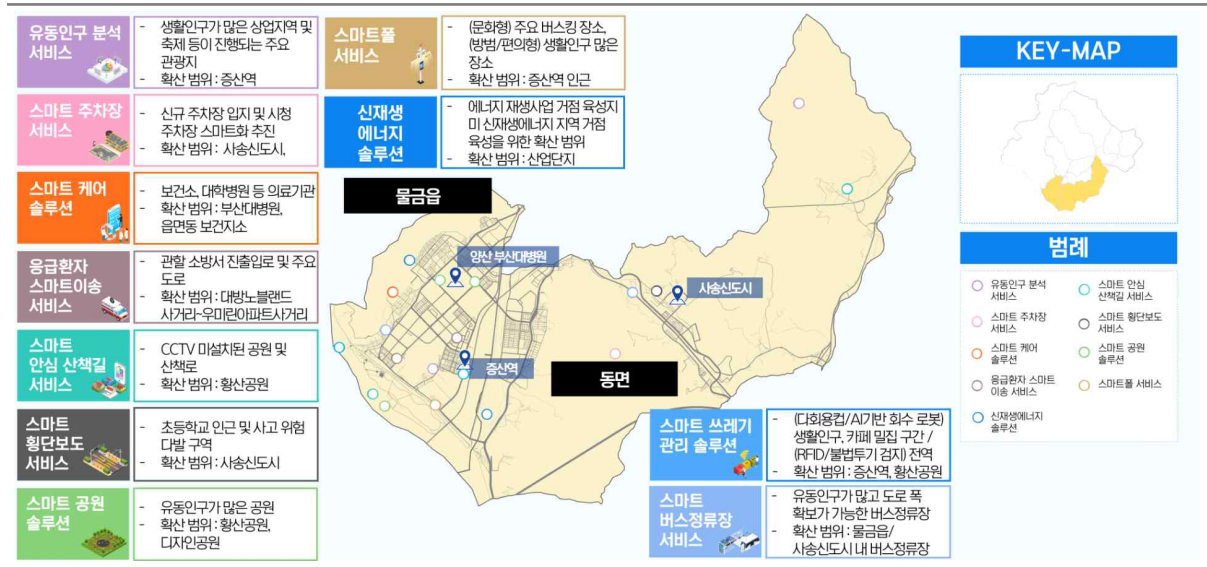 유동인구 분석
서비스
- 생활인구가 많은 상업지역 및
축제 등이 진행되는 주요
관광지
- 확산 범위 : 증산역
스마트 주차장
서비스
- 신규 주차장 입지 및 시청
주차장 스마트화 추진
- 확산 범위 : 사송신도시,
스마트 케어
솔루션
- 보건소, 대학병원 등 의료기관
- 확산 범위 : 부산대병원,
읍면동 보건지소
응급환자
스마트이송
서비스
- 관할 소방서 진출입로 및 주요
도로
- 확산 범위 : 대방노블랜드
사거리~우미린아파트사거리
스마트
안심 산책길
서비스
- CCTV 미설치된 공원 및
산책로
- 확산 범위 : 황산공원
스마트
횡단보도
서비스
- 초등학교 인근 및 사고 위험
다발 구역
- 확산 범위 : 사송신도시
스마트 공원
솔루션
- 유동인구가 많은 공원
- 확산 범위 : 황산공원,
디자인공원
스마트폴
서비스
- (문화형) 주요 버스킹 장소,
(방범/편의형) 생활인구 많은
장소
- 확산 범위 : 증산역 인근
신재생
에너지
솔루션
- 에너지 재생사업 거점 육성지
미 신재생에너지 지역 거점
육성을 위한 확산 범위
- 확산 범위 : 산업단지
물금읍
양산 부산대병원
사송신도시
증산역
동면
스마트 쓰레기
관리 솔루션
- (다회용컵/AI기반 회수 로봇)
생활인구, 카페 밀집 구간 /
(RFID/불법투기 검지) 전역
- 확산 범위 : 증산역, 황산공원
스마트
버스정류장
서비스
- 유동인구가 많고 도로 폭
확보가 가능한 버스정류장
- 확산 범위 : 물금읍/
사송신도시 내 버스정류장
KEY-MAP
범례
유동인구 분석
서비스
스마트 안심
산책길 서비스
스마트 주차장
서비스
스마트 횡단보도
서비스
스마트 케어
솔루션
스마트 공원
솔루션
응급환자 스마트
이송 서비스
스마트폴 서비스
신재생에너지
솔루션